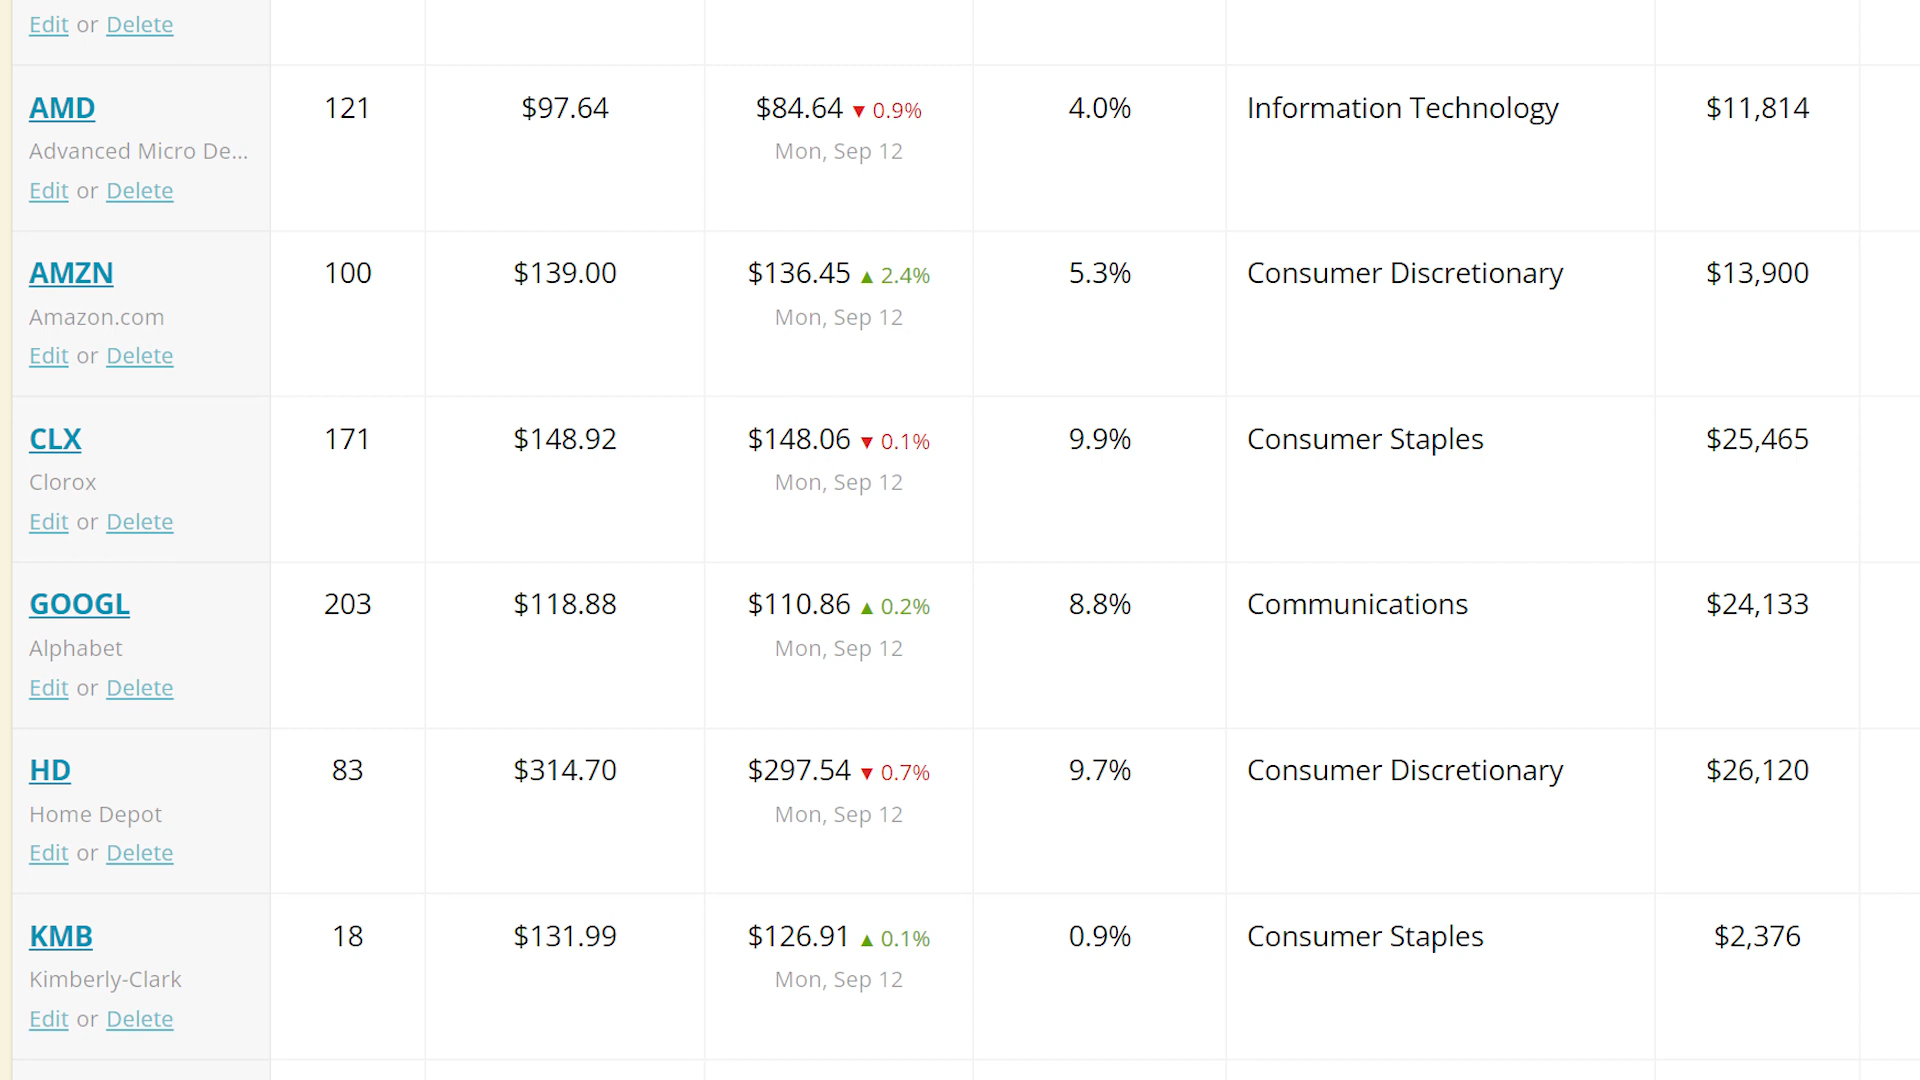 Edit or Delete
AMD 121 $97.64 $84.64 ▼ 0.9% 4.0% Information Technology $11,814
Advanced Micro De... Mon, Sep 12
Edit or Delete
AMZN 100 $139.00 $136.45 ▲ 2.4% 5.3% Consumer Discretionary $13,900
Amazon.com Mon, Sep 12
Edit or Delete
CLX 171 $148.92 $148.06 ▼ 0.1% 9.9% Consumer Staples $25,465
Clorox Mon, Sep 12
Edit or Delete
GOOGL 203 $118.88 $110.86 ▲ 0.2% 8.8% Communications $24,133
Alphabet Mon, Sep 12
Edit or Delete
HD 83 $314.70 $297.54 ▼ 0.7% 9.7% Consumer Discretionary $26,120
Home Depot Mon, Sep 12
Edit or Delete
KMB 18 $131.99 $126.91 ▲ 0.1% 0.9% Consumer Staples $2,376
Kimberly-Clark Mon, Sep 12
Edit or Delete